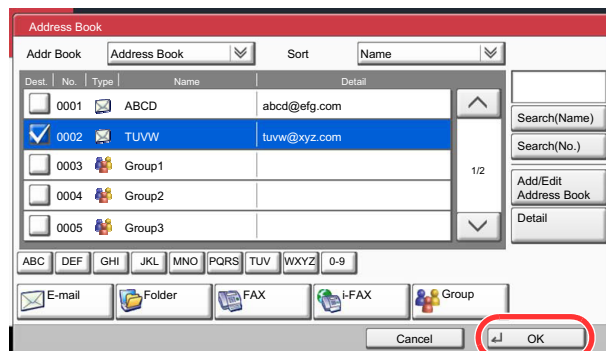 Address Book
Addr Book Address Book Sort Name
Dest. No. Type Name Detail
0001 ABCD abcd@efg.com
0002 TUVW tuvw@xyz.com
0003 Group1
0004 Group2
0005 Group3
1/2
Search(Name)
Search(No.)
Add/Edit
Address Book
Detail
ABC DEF GHI JKL MNO PQRS TUV WXYZ 0-9
E-mail Folder FAX i-FAX Group
Cancel OK